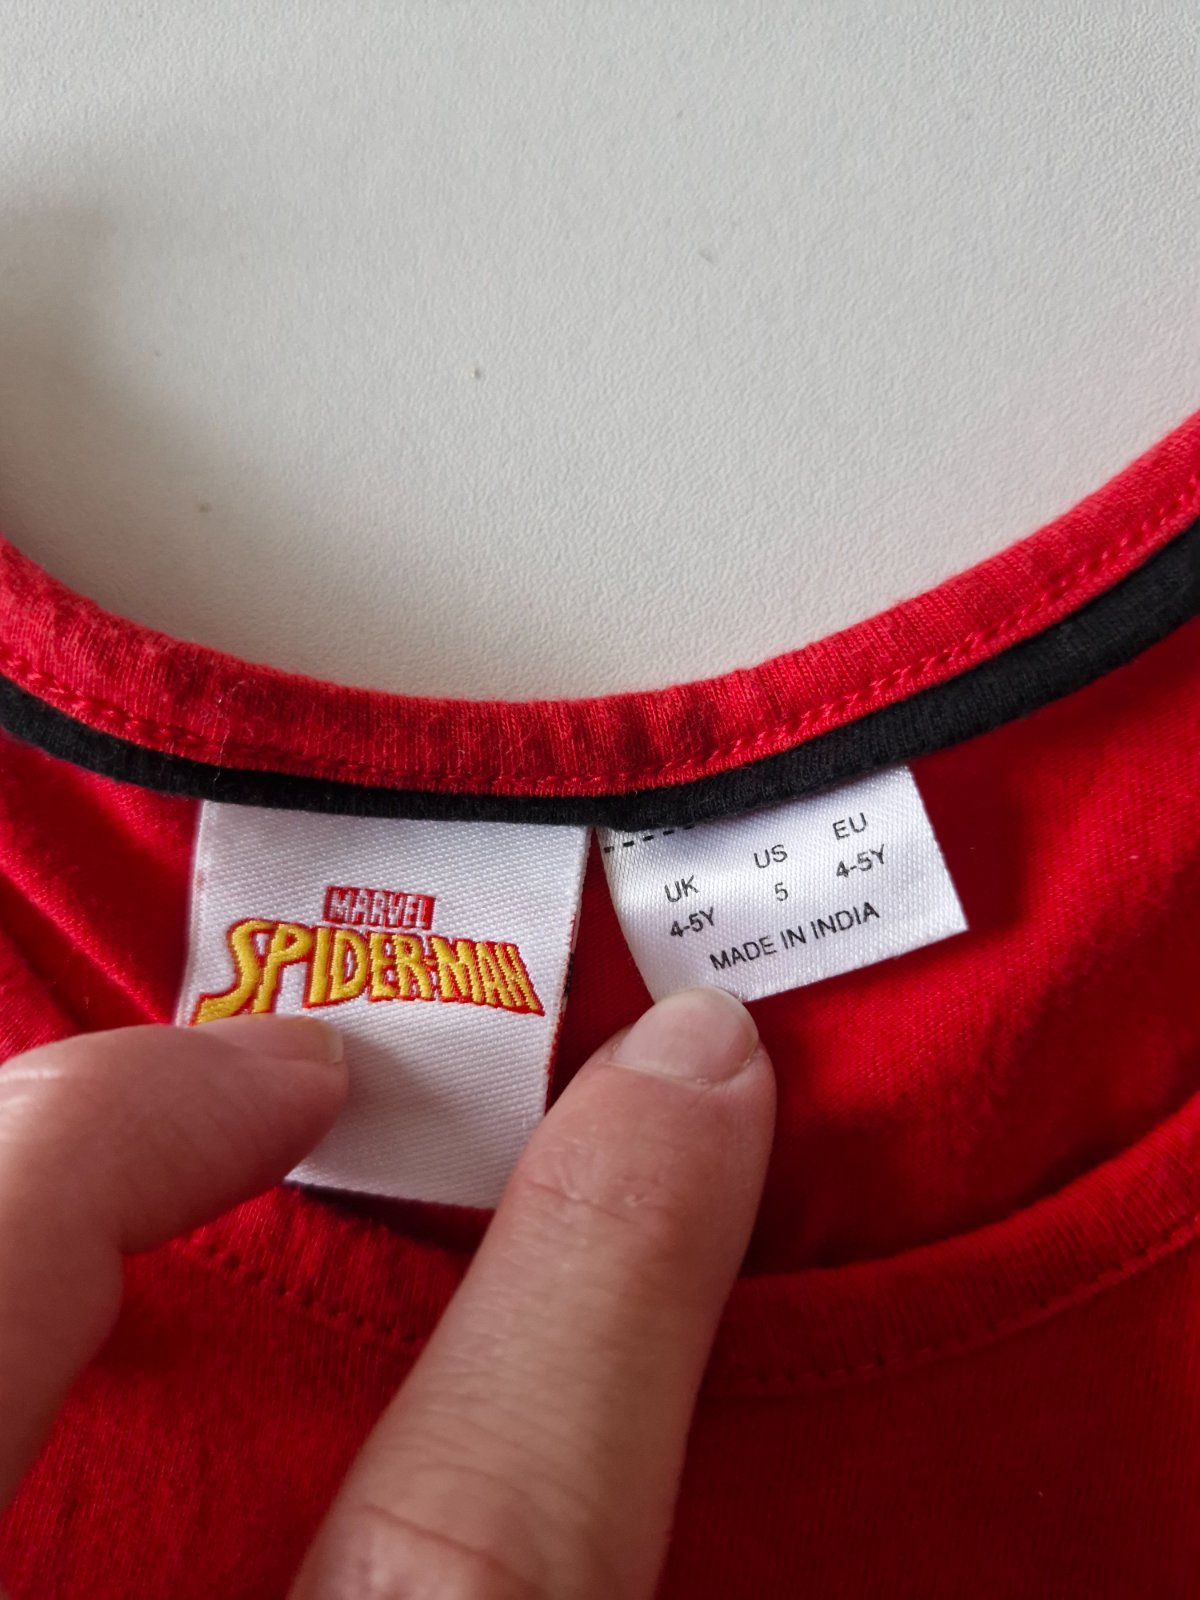 MARVEL
SPIDER-MAN
UK US EU
4-5Y 5 4-5Y
MADE IN INDIA